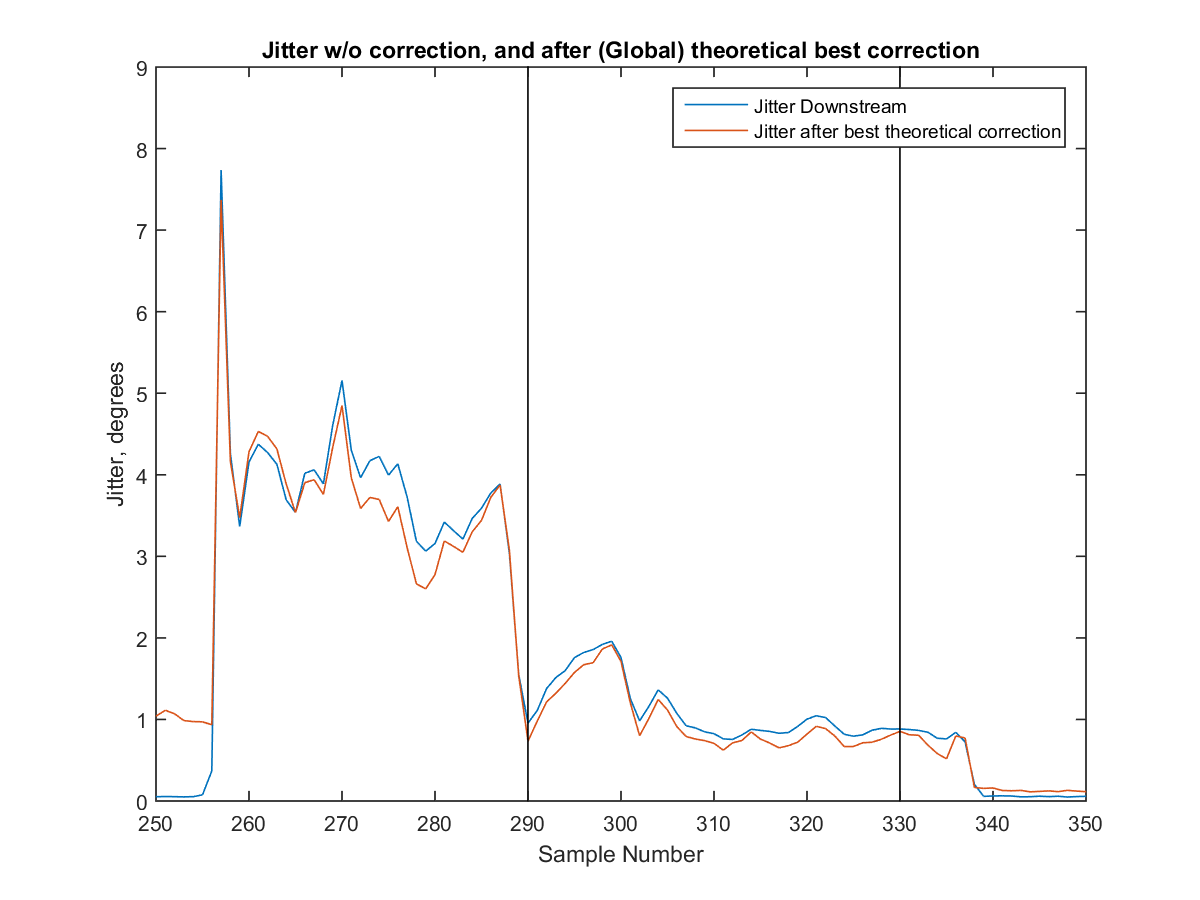 Jitter w/o correction, and after (Global) theoretical best correction
Jitter Downstream
Jitter after best theoretical correction
9
8
7
6
5
4
3
2
1
0
Jitter, degrees
250 260 270 280 290 300 310 320 330 340 350
Sample Number